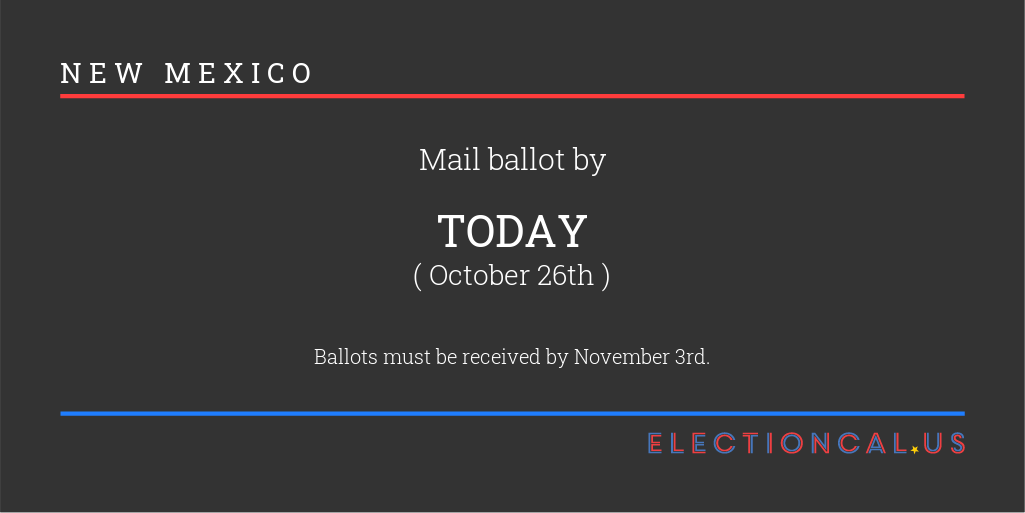 NEW MEXICO
Mail ballot by
TODAY
( October 26th )
Ballots must be received by November 3rd.
ELECTIONCAL.US